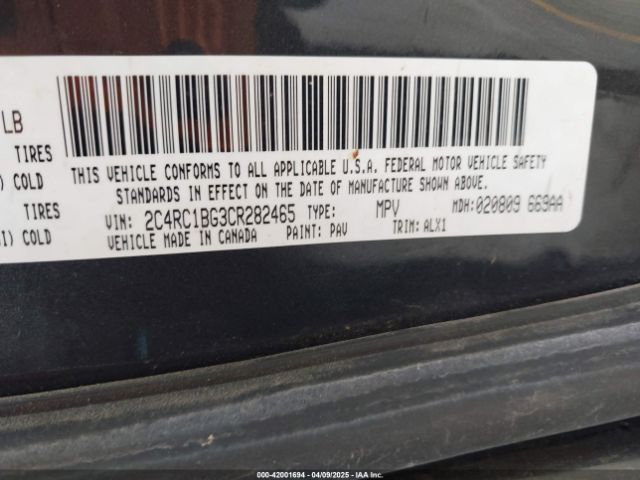 LB
TIRES
) COLD
TIRES
I) COLD
THIS VEHICLE CONFORMS TO ALL APPLICABLE U.S.A. FEDERAL MOTOR VEHICLE SAFETY
STANDARDS IN EFFECT ON THE DATE OF MANUFACTURE SHOWN ABOVE.
VIN: 2C4RC1BG3CR282465 TYPE: MPV MDH:020809 669AA
VEHICLE MADE IN CANADA PAINT: PAV TRIM: ALX1
000-42001694 04/09/2025 IAA Inc.